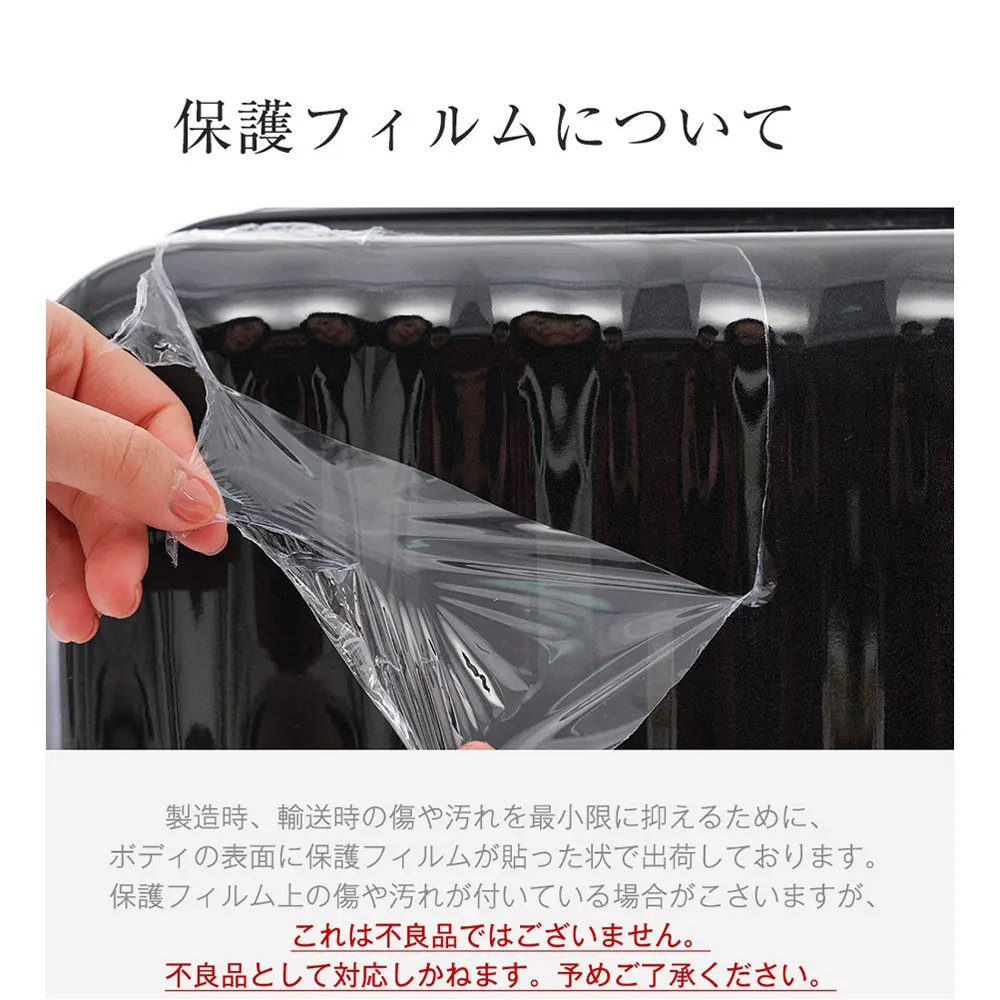 保護フィルムについて
製造時、輸送時の傷や汚れを最小限に抑えるために、
ボディの表面に保護フィルムが貼った状で出荷しております。
保護フィルム上の傷や汚れが付いている場合がこさいますが、
これは不良品ではございません。
不良品として対応しかねます。予めご了承ください。